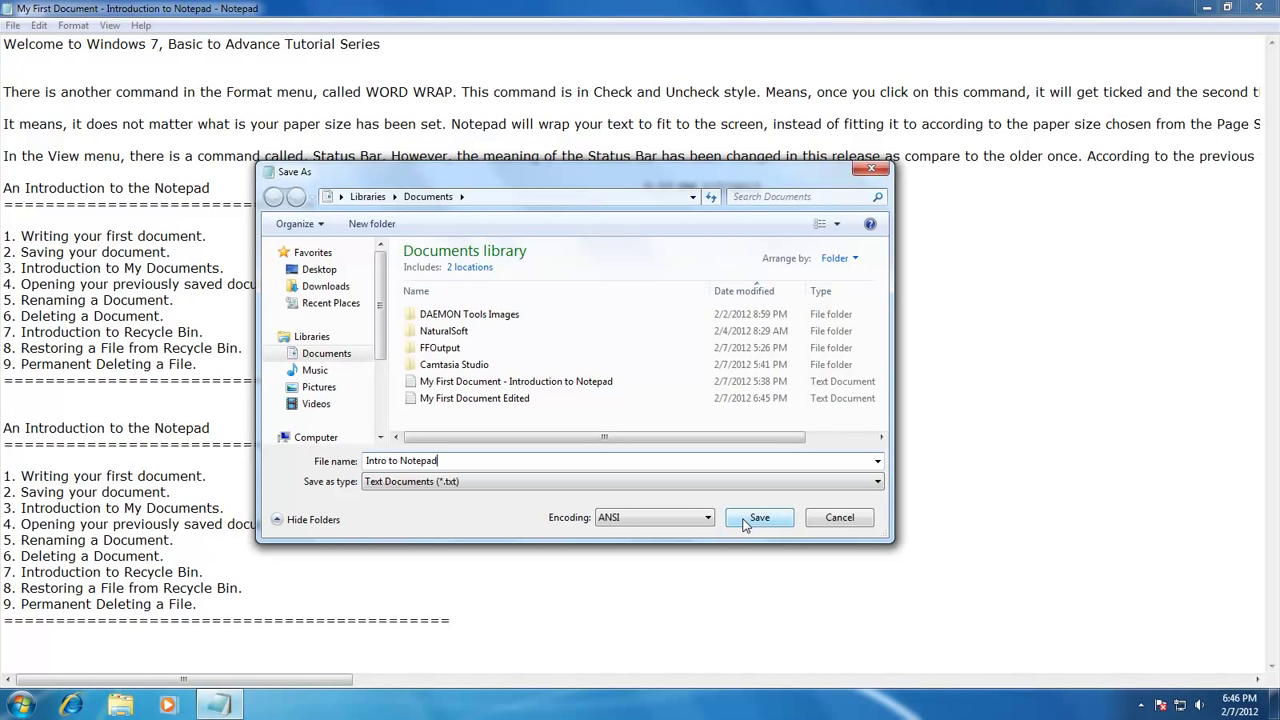 My First Document - Introduction to Notepad - Notepad
File Edit Format View Help
Welcome to Windows 7, Basic to Advance Tutorial Series
There is another command in the Format menu, called WORD WRAP. This command is in Check and Uncheck style. Means, once you click on this command, it will get ticked and the second
It means, it does not matter what is your paper size has been set. Notepad will wrap your text to fit to the screen, instead of fitting it to according to the paper size chosen from the Page S
In the View menu, there is a command called, Status Bar. However, the meaning of the Status Bar has been changed in this release as compare to the older once. According to the previous
An Introduction to the Notepad
1. Writing your first document.
2. Saving your document.
3. Introduction to My Documents.
4. Opening your previously saved docu
5. Renaming a Document.
6. Deleting a Document.
7. Introduction to Recycle Bin.
8. Restoring a File from Recycle Bin.
9. Permanent Deleting a File.
An Introduction to the Notepad
1. Writing your first document.
2. Saving your document.
3. Introduction to My Documents.
4. Opening your previously saved docu
5. Renaming a Document.
6. Deleting a Document.
7. Introduction to Recycle Bin.
8. Restoring a File from Recycle Bin.
9. Permanent Deleting a File.
===========================================
Save As
Libraries Documents
Search Documents
Organize New folder
Favorites
Desktop
Downloads
Recent Places
Libraries
Documents
Music
Pictures
Videos
Computer
Documents library
Includes: 2 locations
Arrange by: Folder
Name Date modified Type
DAEMON Tools Images 2/2/2012 8:59 PM File folder
NaturalSoft 2/4/2012 8:29 AM File folder
FFOutput 2/7/2012 5:26 PM File folder
Camtasia Studio 2/7/2012 5:41 PM File folder
My First Document - Introduction to Notepad 2/7/2012 5:38 PM Text Document
My First Document Edited 2/7/2012 6:45 PM Text Document
File name: Intro to Notepad
Save as type: Text Documents (*.txt)
Hide Folders
Encoding: ANSI
Save Cancel
6:46 PM
2/7/2012